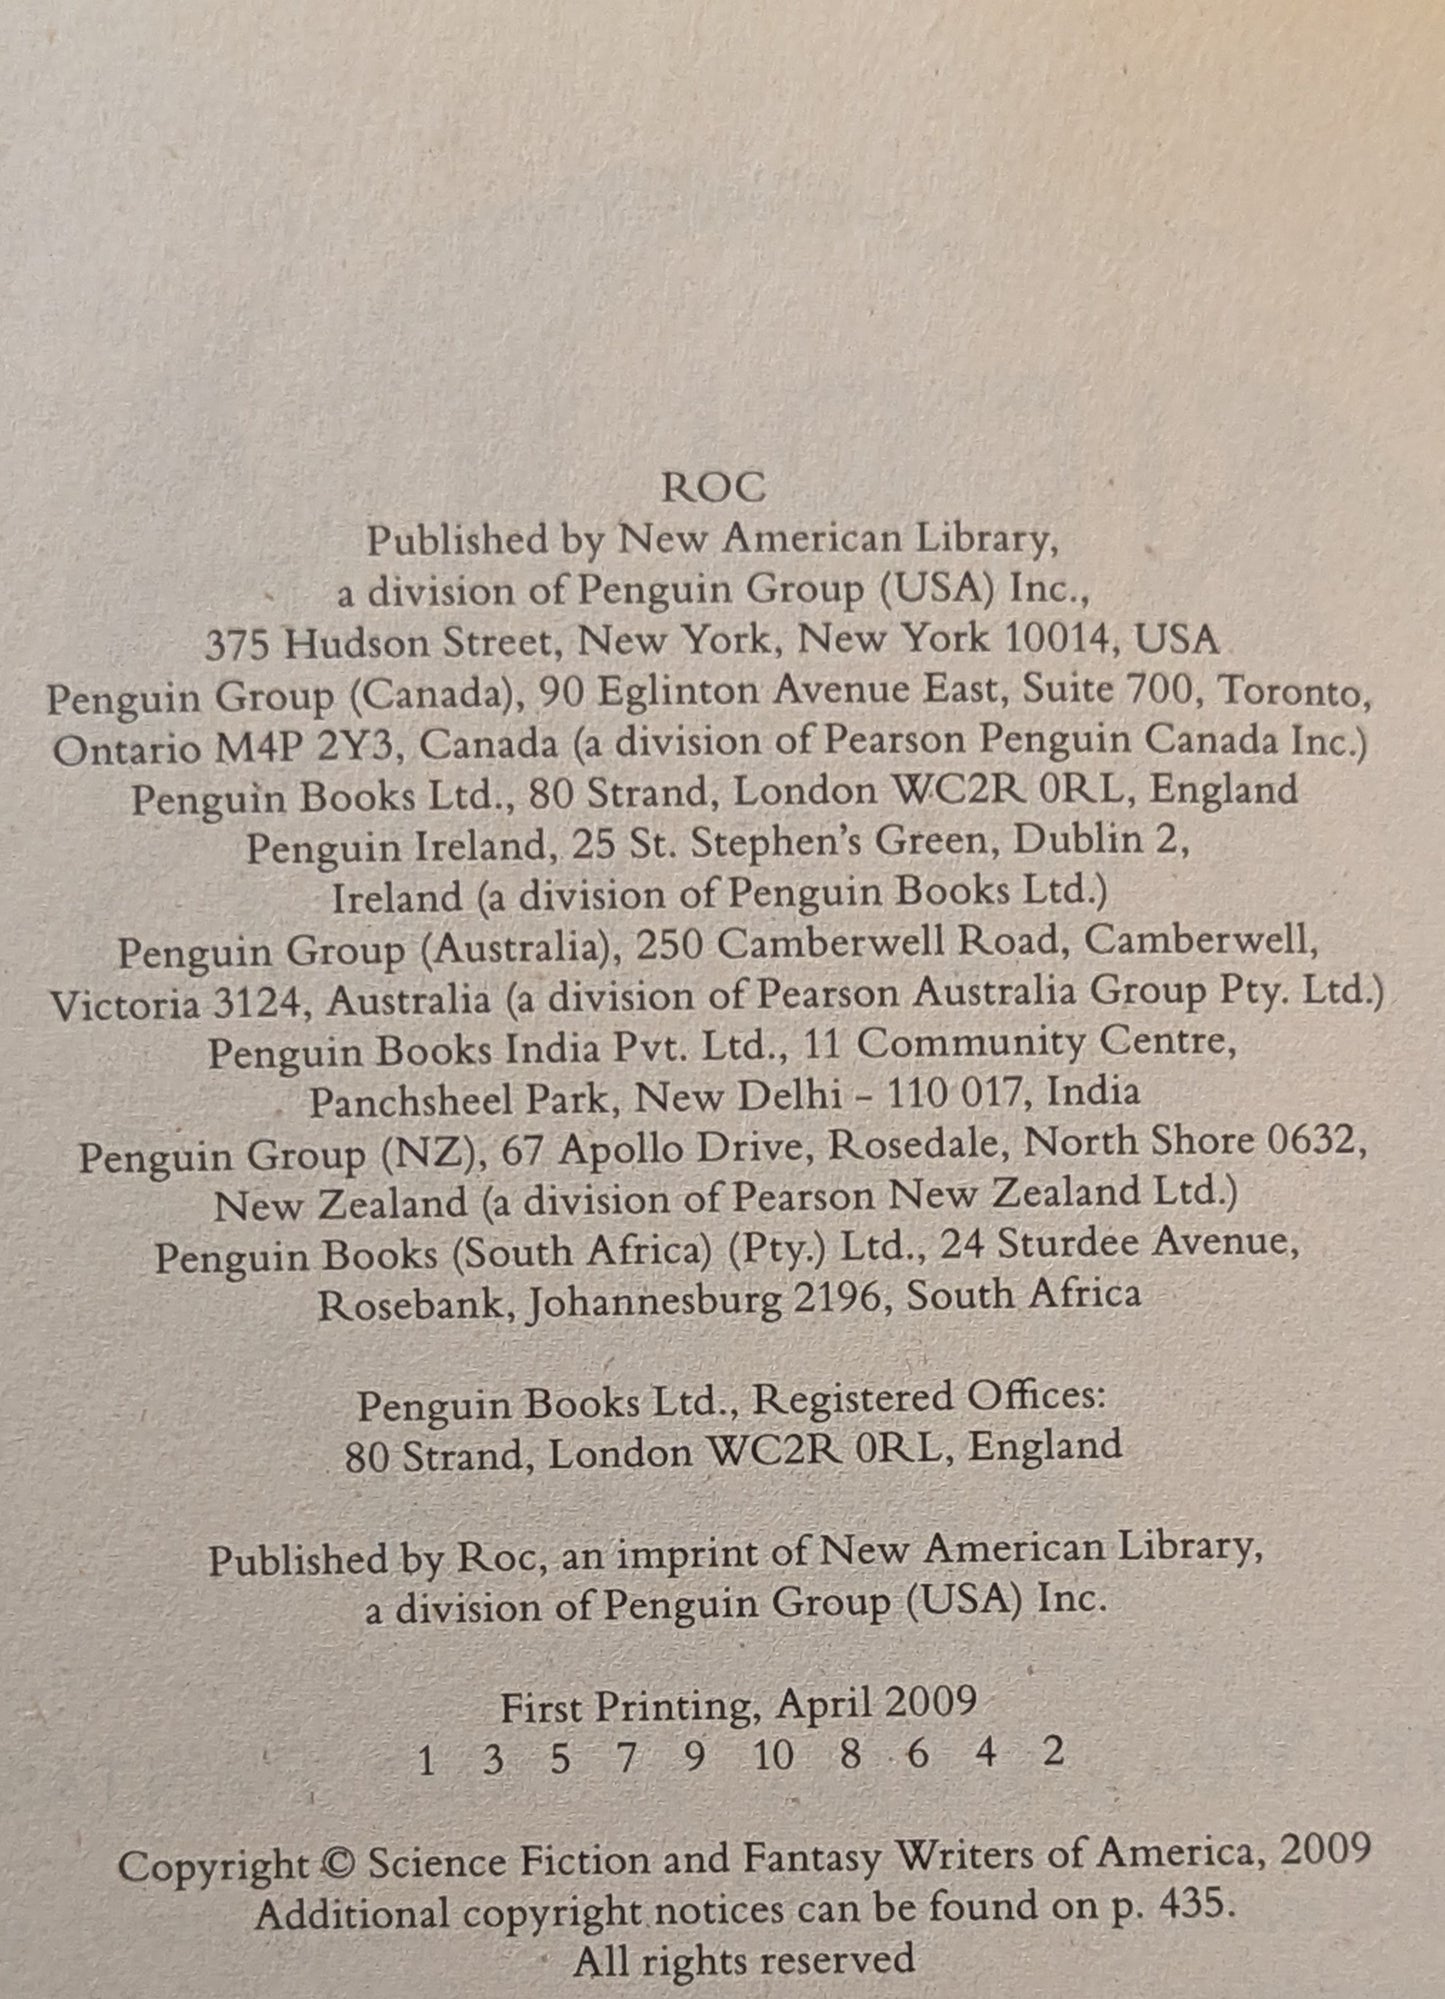 ROC
Published by New American Library,
a division of Penguin Group (USA) Inc.,
375 Hudson Street, New York, New York 10014, USA
Penguin Group (Canada), 90 Eglinton Avenue East, Suite 700, Toronto,
Ontario M4P 2Y3, Canada (a division of Pearson Penguin Canada Inc.)
Penguin Books Ltd., 80 Strand, London WC2R 0RL, England
Penguin Ireland, 25 St. Stephen's Green, Dublin 2,
Ireland (a division of Penguin Books Ltd.)
Penguin Group (Australia), 250 Camberwell Road, Camberwell,
Victoria 3124, Australia (a division of Pearson Australia Group Pty. Ltd.)
Penguin Books India Pvt. Ltd., 11 Community Centre,
Panchsheel Park, New Delhi – 110 017, India
Penguin Group (NZ), 67 Apollo Drive, Rosedale, North Shore 0632,
New Zealand (a division of Pearson New Zealand Ltd.)
Penguin Books (South Africa) (Pty.) Ltd., 24 Sturdee Avenue,
Rosebank, Johannesburg 2196, South Africa
Penguin Books Ltd., Registered Offices:
80 Strand, London WC2R 0RL, England
Published by Roc, an imprint of New American Library,
a division of Penguin Group (USA) Inc.
First Printing, April 2009
1 3 5 7 9 10 8 6 4 2
Copyright © Science Fiction and Fantasy Writers of America, 2009
Additional copyright notices can be found on p. 435.
All rights reserved